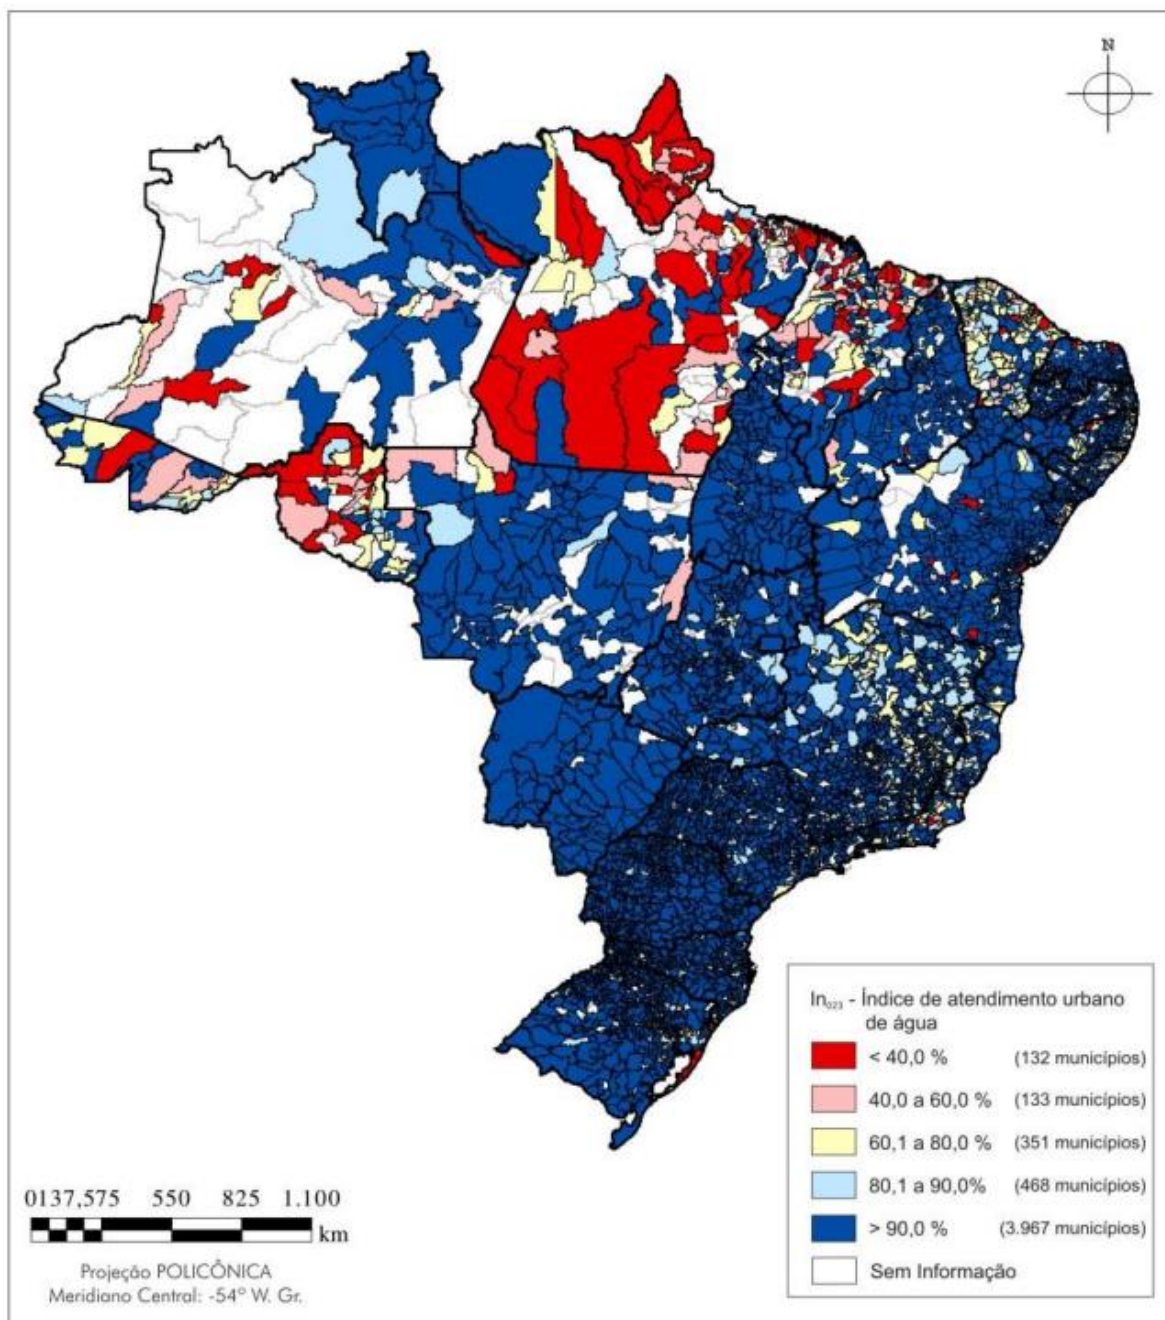 N
In₀₂₃ - Índice de atendimento urbano
de água
< 40,0 % (132 municípios)
40,0 a 60,0 % (133 municípios)
60,1 a 80,0 % (351 municípios)
80,1 a 90,0% (468 municípios)
> 90,0 % (3.967 municípios)
Sem Informação
0137,575 550 825 1.100
km
Projeção POLICÔNICA
Meridiano Central: -54º W. Gr.